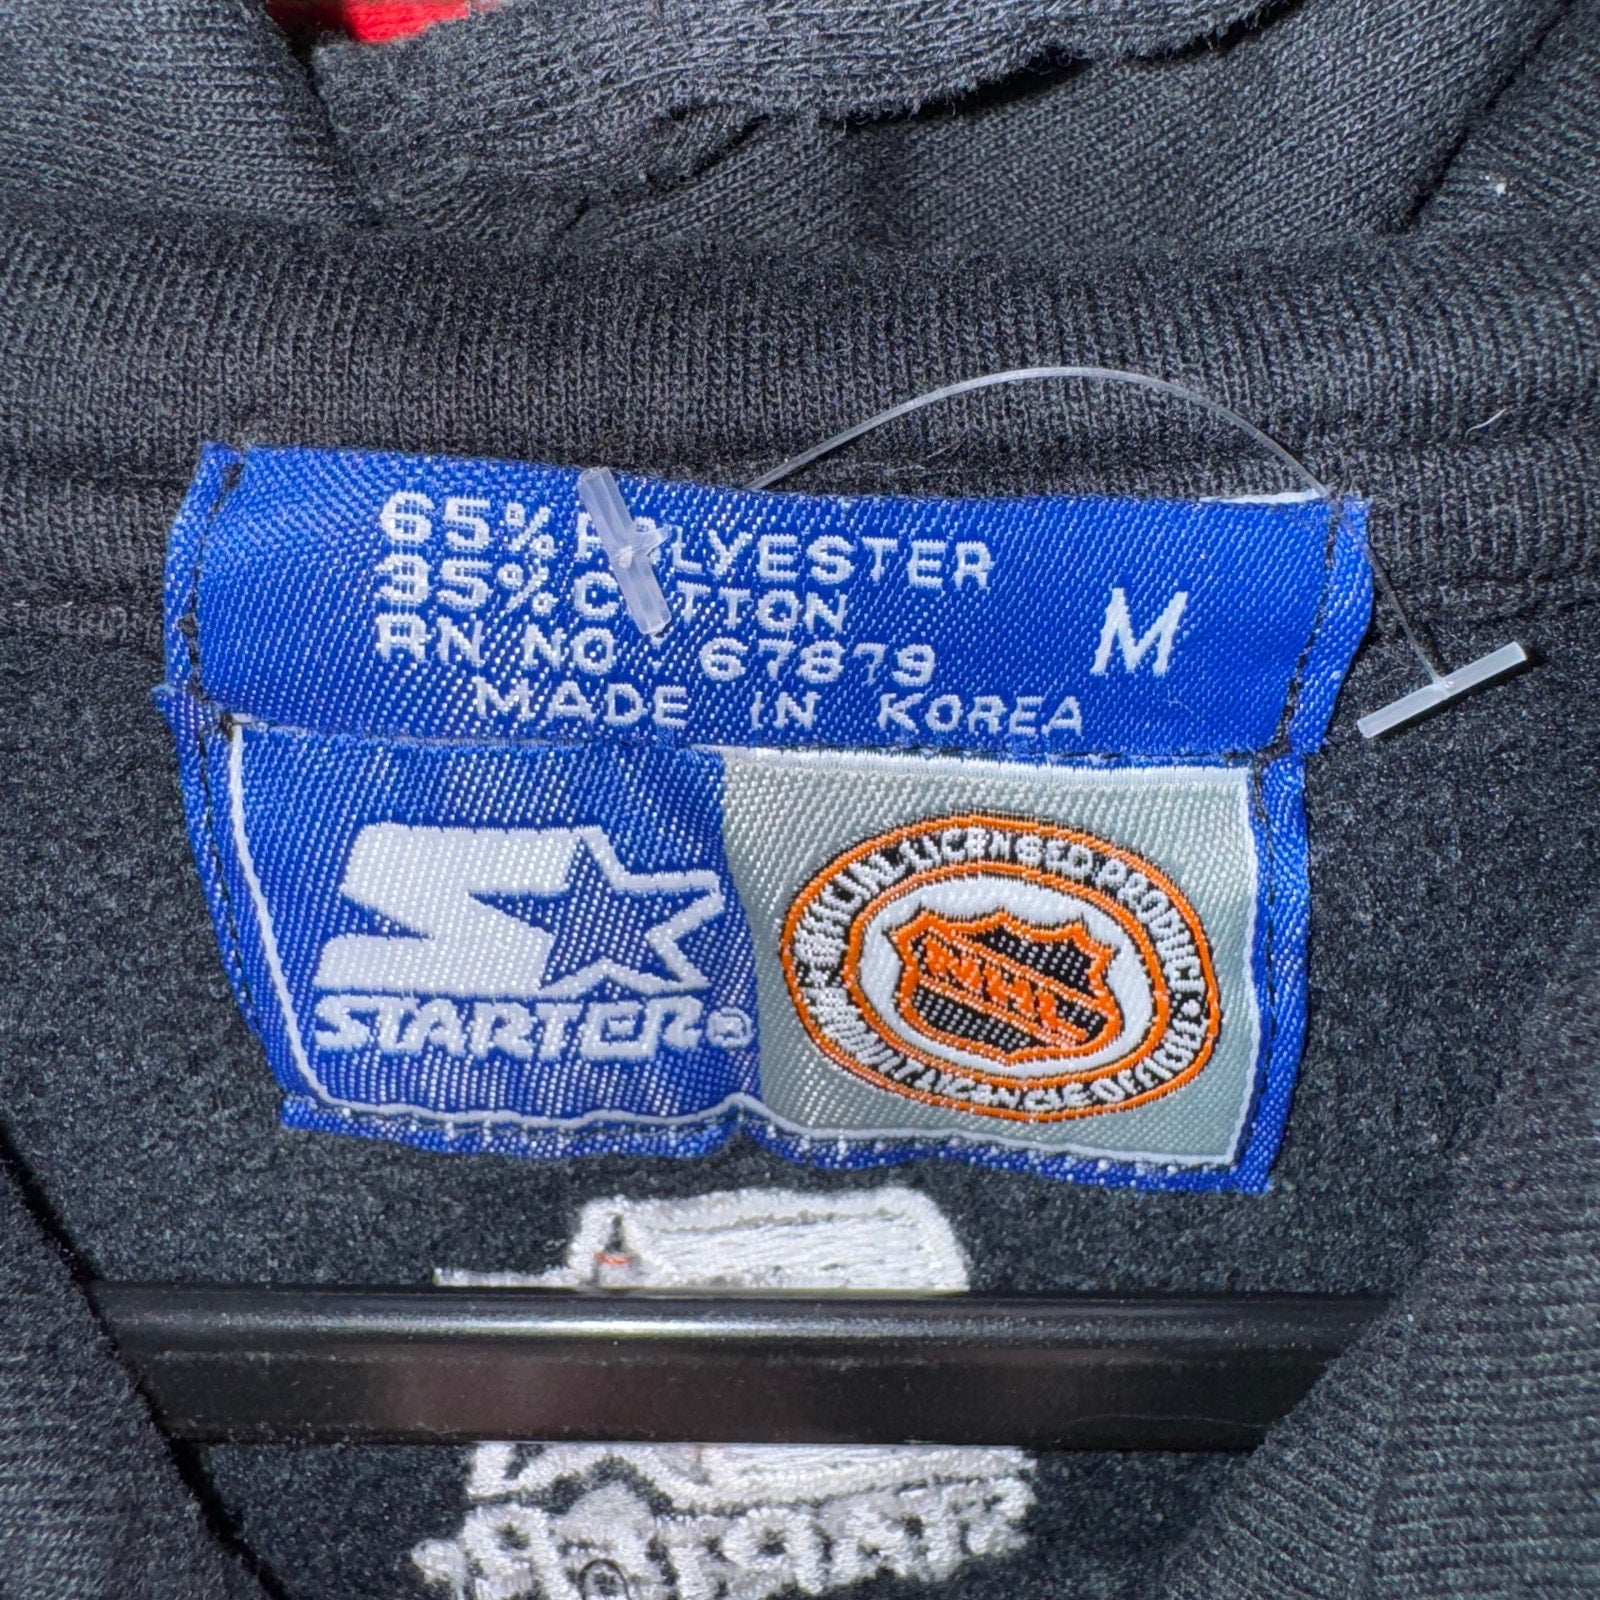 65% POLYESTER
35% COTTON
RN NO. 67879
MADE IN KOREA
M
STARTER®
NHL